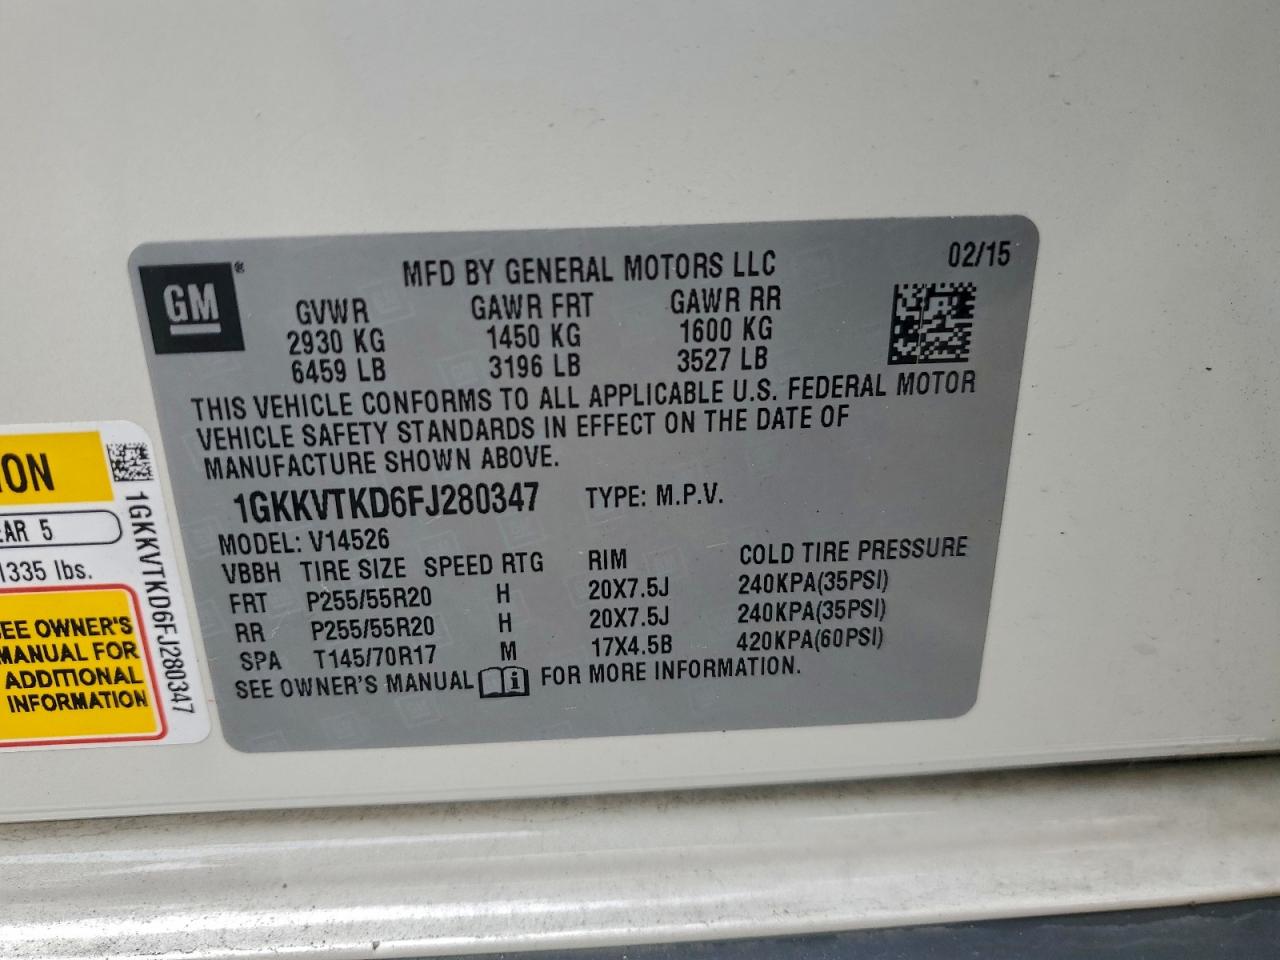 GM
®
MFD BY GENERAL MOTORS LLC
02/15
GVWR GAWR FRT GAWR RR
2930 KG 1450 KG 1600 KG
6459 LB 3196 LB 3527 LB
THIS VEHICLE CONFORMS TO ALL APPLICABLE U.S. FEDERAL MOTOR
VEHICLE SAFETY STANDARDS IN EFFECT ON THE DATE OF
MANUFACTURE SHOWN ABOVE.
1GKKVTKD6FJ280347 TYPE: M.P.V.
MODEL: V14526
VBBH TIRE SIZE SPEED RTG RIM COLD TIRE PRESSURE
FRT P255/55R20 H 20X7.5J 240KPA(35PSI)
RR P255/55R20 H 20X7.5J 240KPA(35PSI)
SPA T145/70R17 M 17X4.5B 420KPA(60PSI)
SEE OWNER'S MANUAL i FOR MORE INFORMATION.
ION
EAR 5
1335 lbs.
SEE OWNER'S
MANUAL FOR
ADDITIONAL
INFORMATION
1GKKVTKD6FJ280347